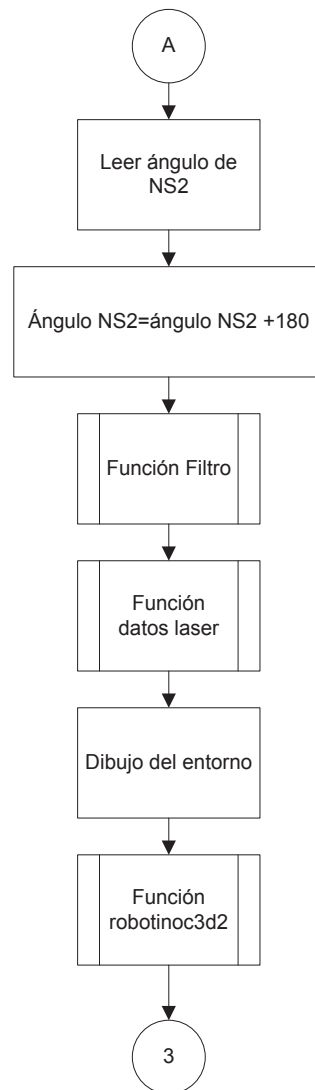 A
Leer ángulo de
NS2
Ángulo NS2=ángulo NS2 +180
Función Filtro
Función
datos laser
Dibujo del entorno
Función
robotinoc3d2
3